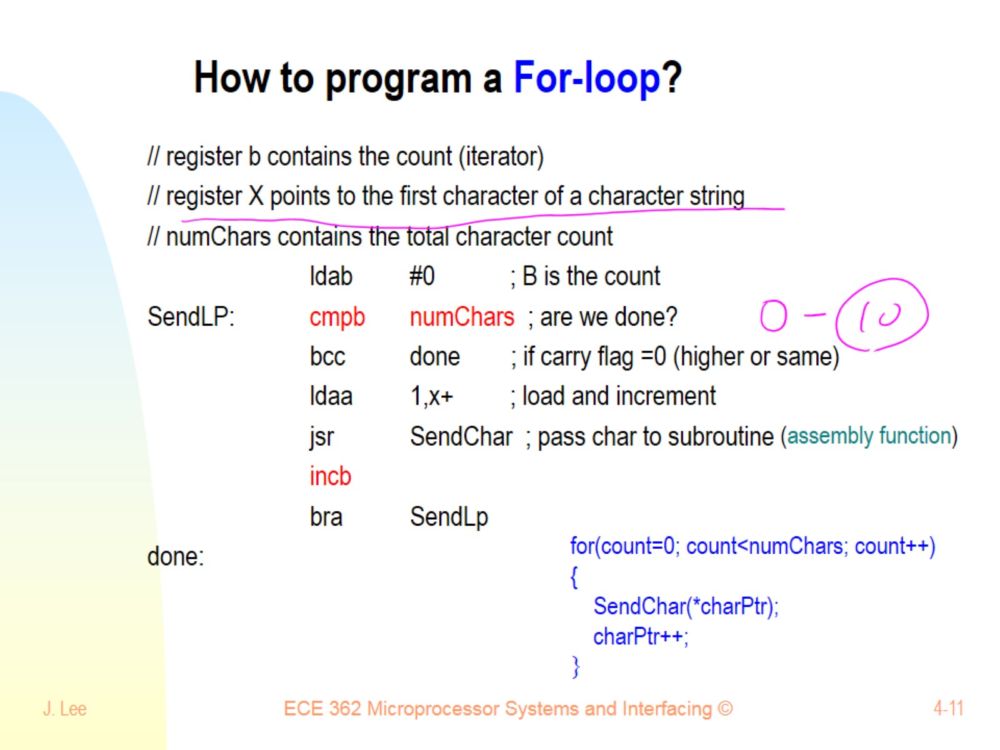 How to program a For-loop?
// register b contains the count (iterator)
// register X points to the first character of a character string
// numChars contains the total character count
ldab #0 ; B is the count
SendLP: cmpb numChars ; are we done?
0 - 10
bcc done ; if carry flag =0 (higher or same)
ldaa 1,x+ ; load and increment
jsr SendChar ; pass char to subroutine (assembly function)
incb
bra SendLp
done:
for(count=0; count<numChars; count++)
{
SendChar(*charPtr);
charPtr++;
}
J. Lee ECE 362 Microprocessor Systems and Interfacing © 4-11